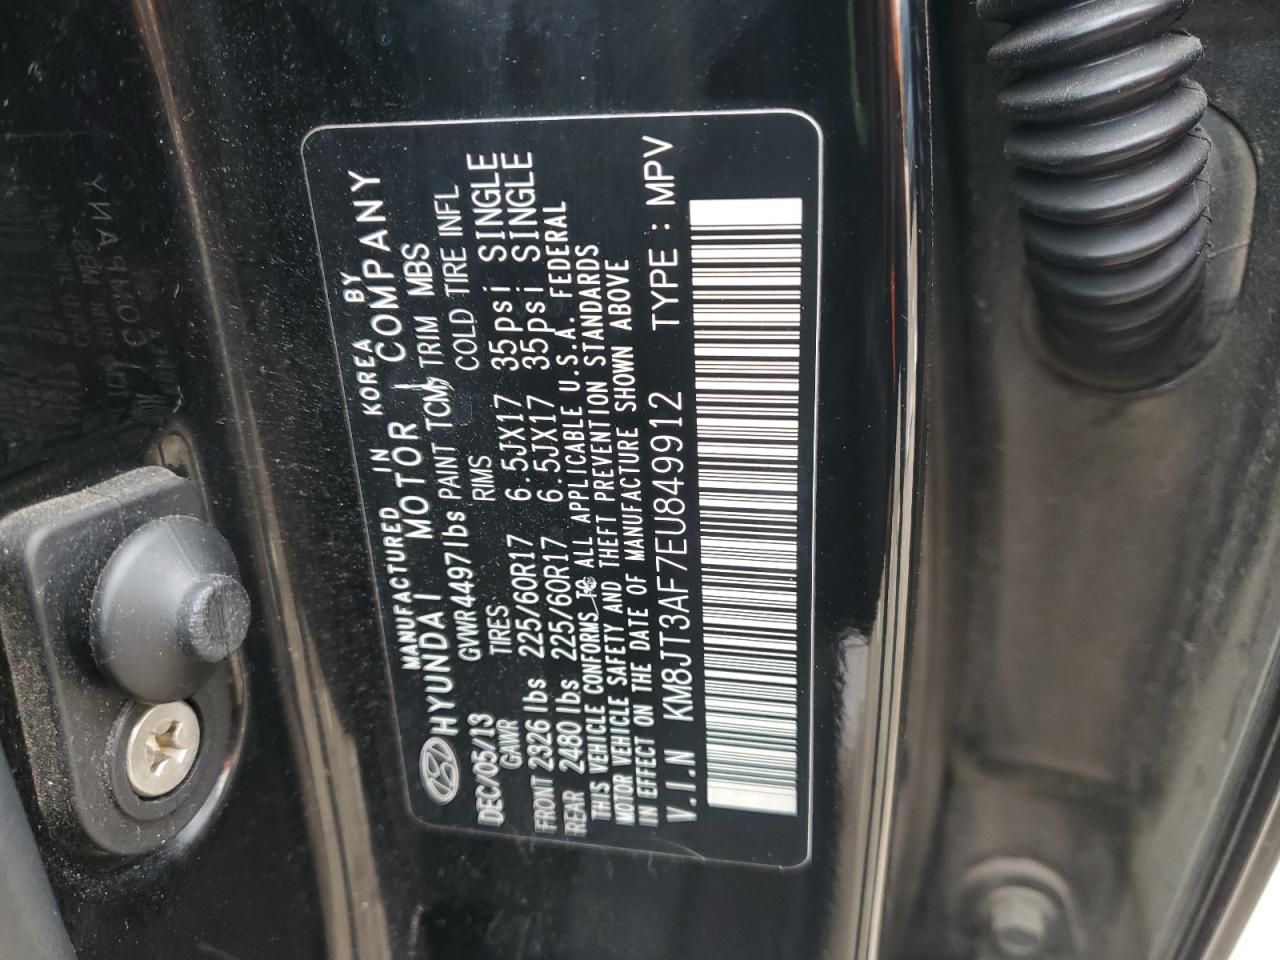 MANUFACTURED IN KOREA BY
HYUNDAI MOTOR COMPANY
DEC/05/13 GVWR4497lbs PAINT TCM, TRIM MBS
GAWR TIRES RIMS COLD TIRE INFL
FRONT 2326 lbs 225/60R17 6.5JX17 35psi SINGLE
REAR 2480 lbs 225/60R17 6.5JX17 35psi SINGLE
THIS VEHICLE CONFORMS TO ALL APPLICABLE U.S.A. FEDERAL
MOTOR VEHICLE SAFETY AND THEFT PREVENTION STANDARDS
IN EFFECT ON THE DATE OF MANUFACTURE SHOWN ABOVE
V.I.N KM8JT3AF7EU849912 TYPE : MPV